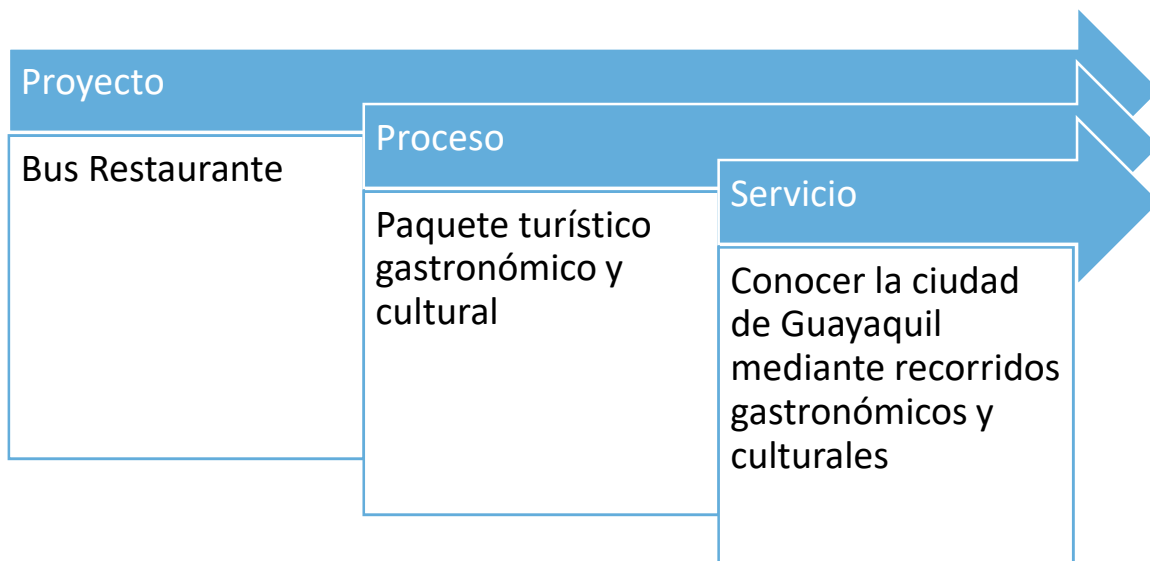 Proyecto
Bus Restaurante
Proceso
Paquete turístico
gastronómico y
cultural
Servicio
Conocer la ciudad
de Guayaquil
mediante recorridos
gastronómicos y
culturales